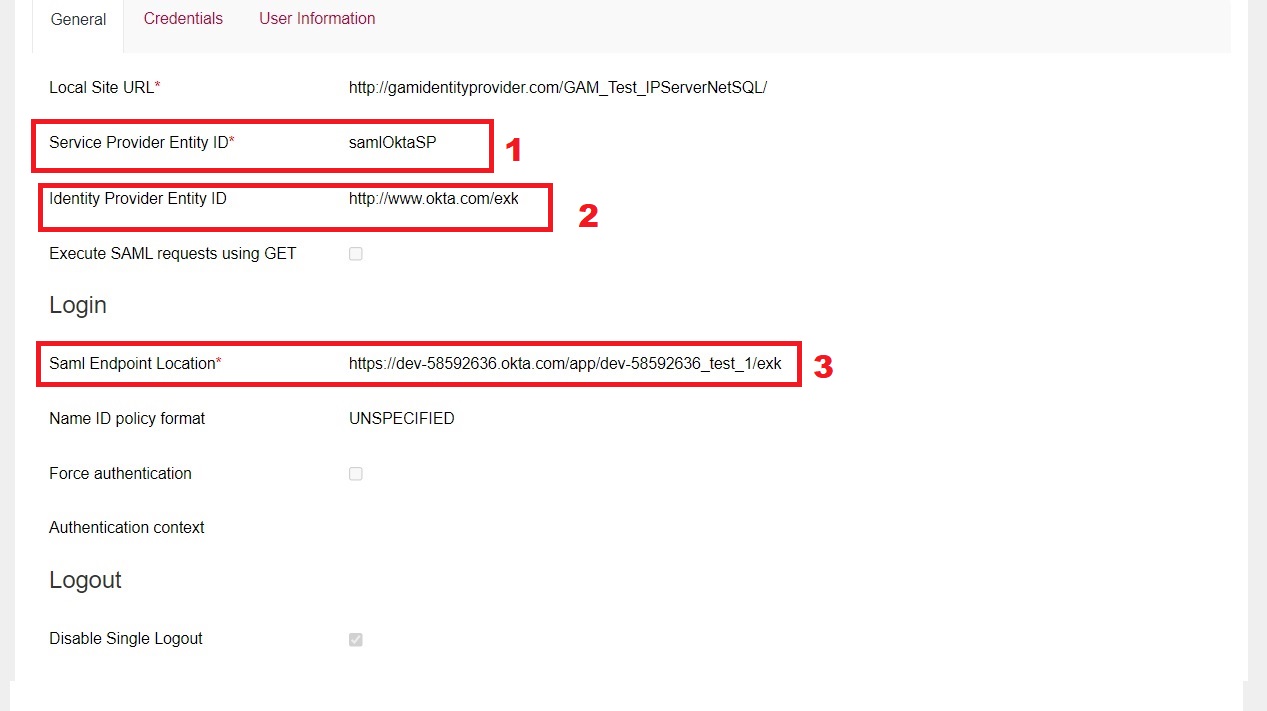 General Credentials User Information
Local Site URL* http://gamidentityprovider.com/GAM_Test_IPServerNetSQL/
Service Provider Entity ID* samlOktaSP 1
Identity Provider Entity ID http://www.okta.com/exk 2
Execute SAML requests using GET
Login
Saml Endpoint Location* https://dev-58592636.okta.com/app/dev-58592636_test_1/exk 3
Name ID policy format UNSPECIFIED
Force authentication
Authentication context
Logout
Disable Single Logout